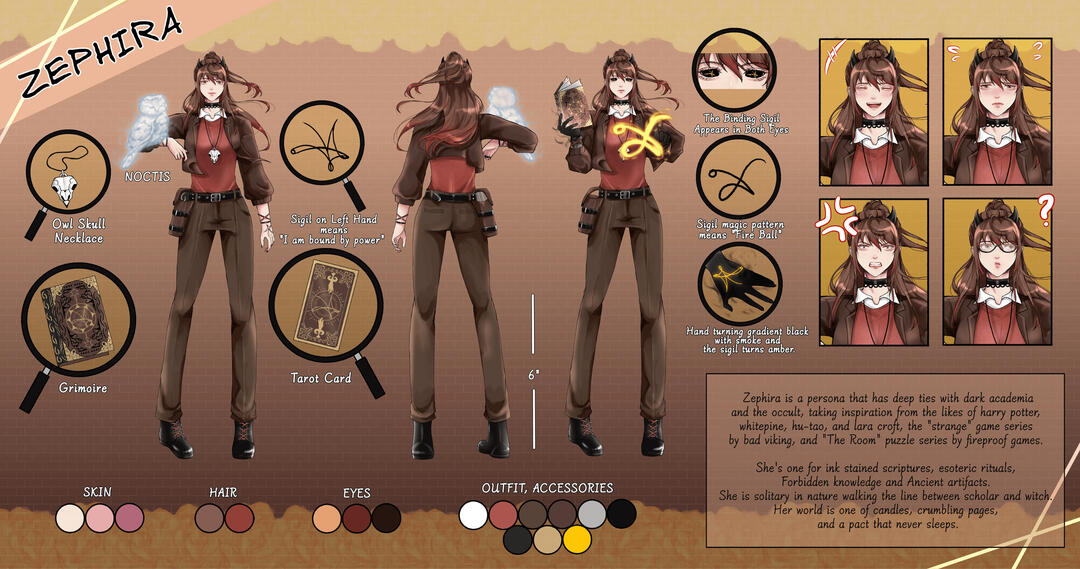 ZEPHIRA
NOCTIS
Owl Skull
Necklace
Sigil on Left Hand
means
"I am bound by power"
Grimoire
Tarot Card
6"
The Binding Sigil
Appears in Both Eyes
Sigil magic pattern
means "Fire Ball"
Hand turning gradient black
with smoke and
the sigil turns amber.
?
Zephira is a persona that has deep ties with dark academia
and the occult, taking inspiration from the likes of harry potter,
whitepine, hu-tao, and lara croft, the "strange" game series
by bad viking, and "The Room" puzzle series by fireproof games.
She's one for ink stained scriptures, esoteric rituals,
Forbidden knowledge and Ancient artifacts.
She is solitary in nature walking the line between scholar and witch.
Her world is one of candles, crumbling pages,
and a pact that never sleeps.
SKIN
HAIR
EYES
OUTFIT, ACCESSORIES